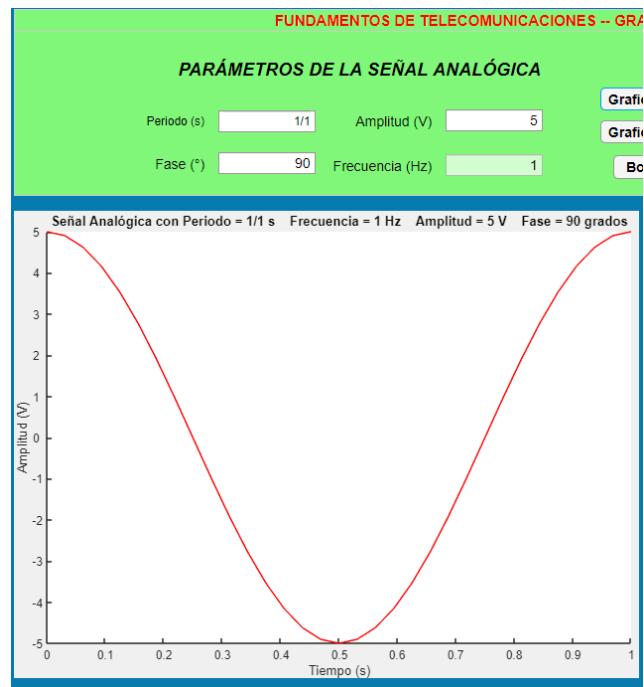 FUNDAMENTOS DE TELECOMUNICACIONES -- GRA
PARÁMETROS DE LA SEÑAL ANALÓGICA
Periodo (s) 1/1 Amplitud (V) 5 Grafic
Fase (°) 90 Frecuencia (Hz) 1 Grafic
Bo
Señal Analógica con Periodo = 1/1 s Frecuencia = 1 Hz Amplitud = 5 V Fase = 90 grados
5
4
3
2
1
0
-1
-2
-3
-4
-5
Amplitud (V)
0 0.1 0.2 0.3 0.4 0.5 0.6 0.7 0.8 0.9 1
Tiempo (s)